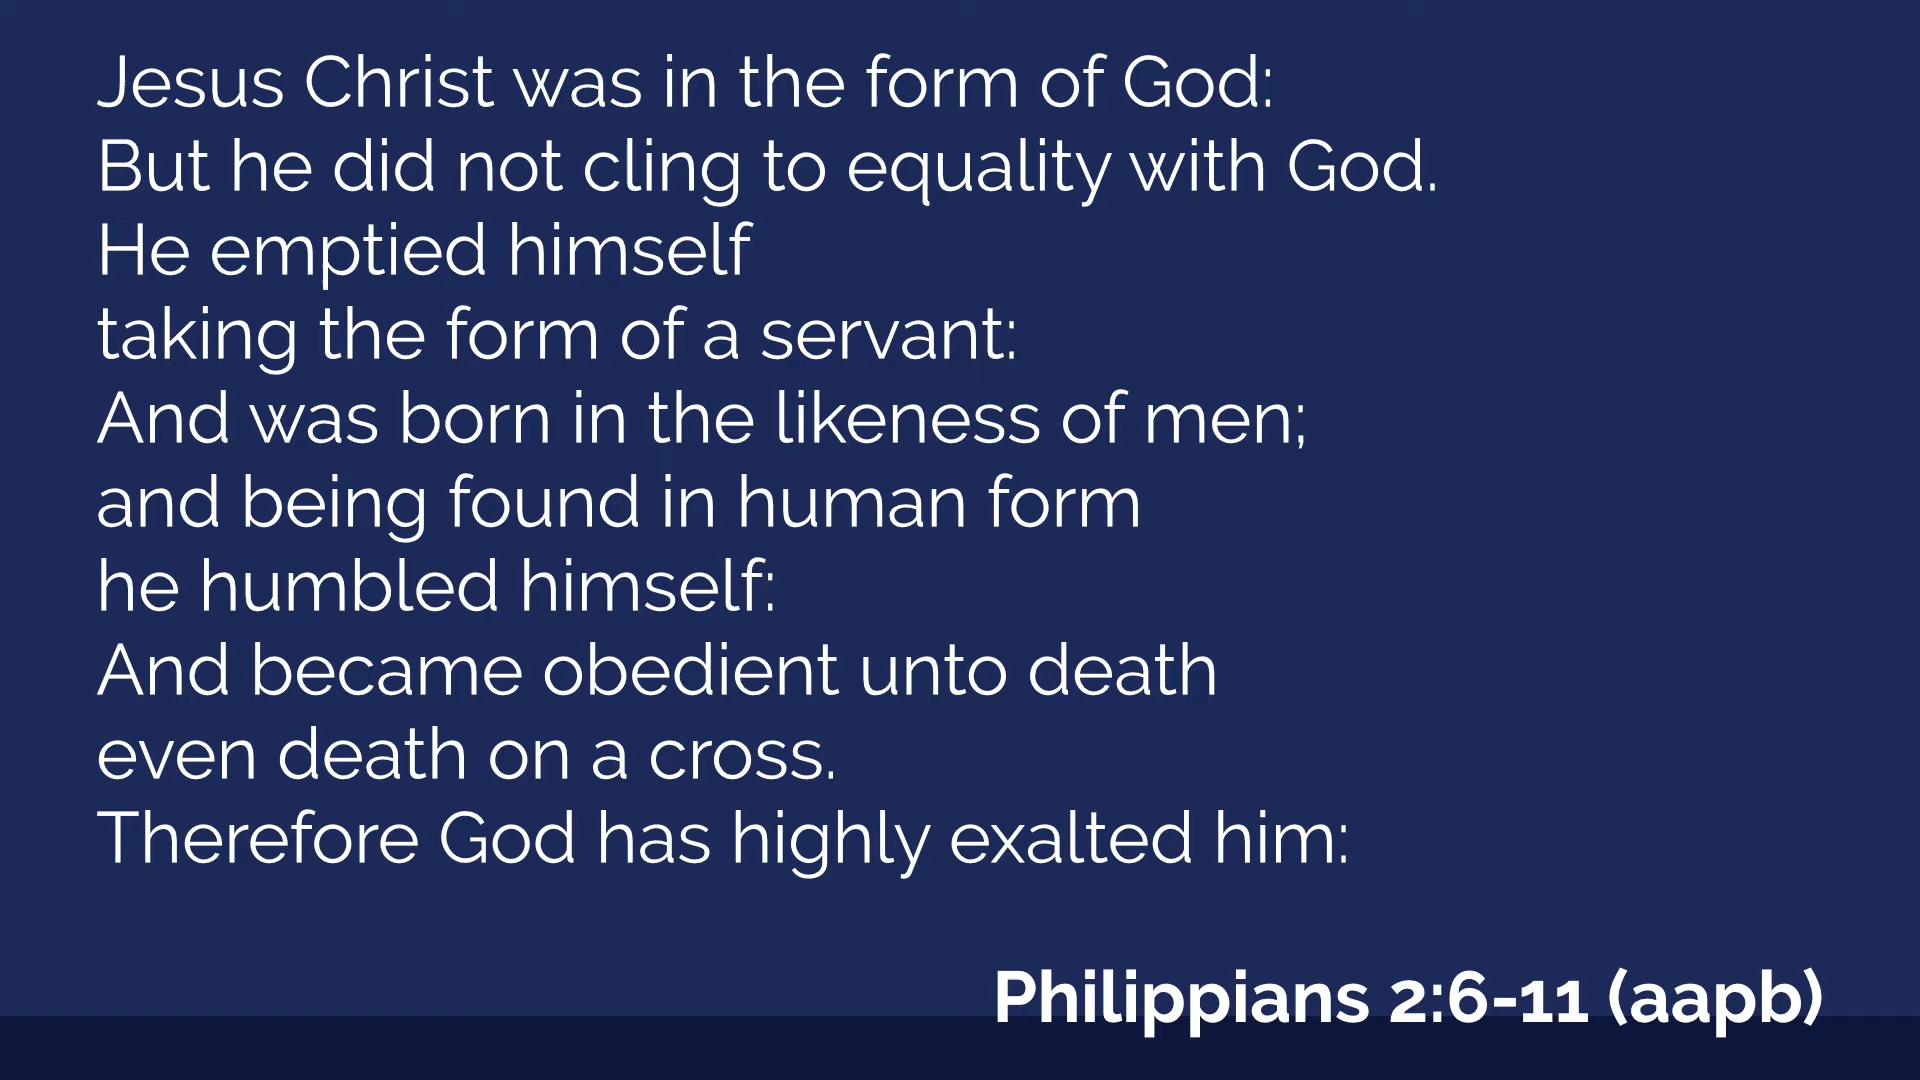 Jesus Christ was in the form of God:
But he did not cling to equality with God.
He emptied himself
taking the form of a servant:
And was born in the likeness of men;
and being found in human form
he humbled himself:
And became obedient unto death
even death on a cross.
Therefore God has highly exalted him:
Philippians 2:6-11 (aapb)